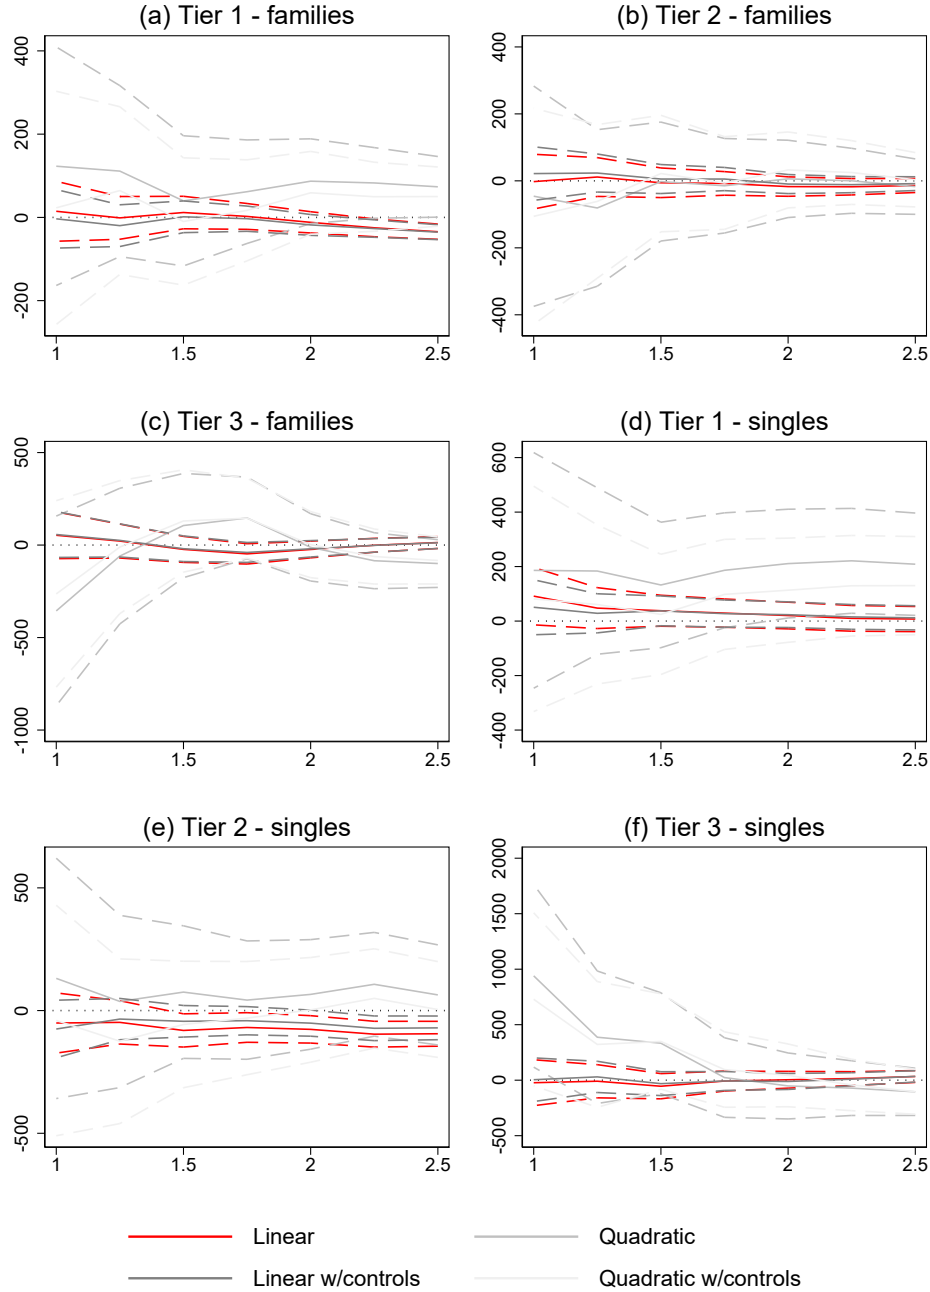 (a) Tier 1 - families
400
200
0
-200
1 1.5 2 2.5
(b) Tier 2 - families
400
200
0
-200
-400
1 1.5 2 2.5
(c) Tier 3 - families
500
0
-500
-1000
1 1.5 2 2.5
(d) Tier 1 - singles
600
400
200
0
-200
-400
1 1.5 2 2.5
(e) Tier 2 - singles
500
0
-500
1 1.5 2 2.5
(f) Tier 3 - singles
2000
1500
1000
500
0
-500
1 1.5 2 2.5
Linear
Quadratic
Linear w/controls
Quadratic w/controls